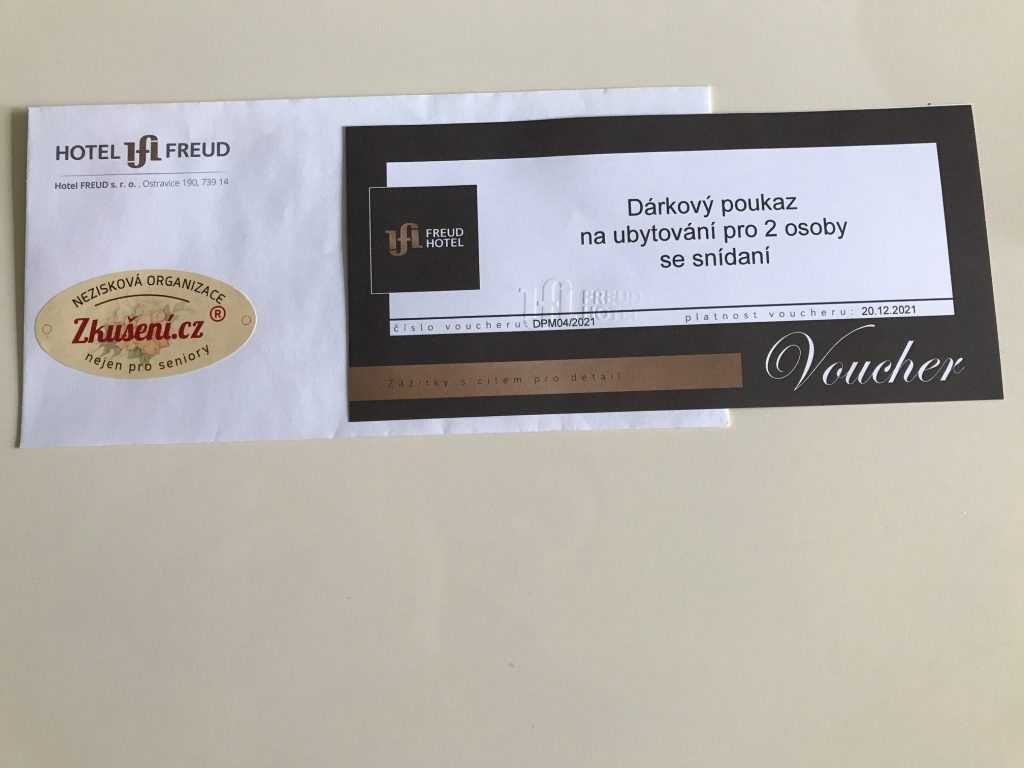 HOTEL FREUD
Hotel FREUD s. r. o. , Ostravice 190, 739 14
NEZISKOVÁ ORGANIZACE
Zkušení.cz ®
nejen pro seniory
FREUD
HOTEL
Dárkový poukaz
na ubytování pro 2 osoby
se snídaní
FREUD
HOTEL
číslo voucheru: DPM04/2021 platnost voucheru: 20.12.2021
Zážitky s citem pro detail
Voucher